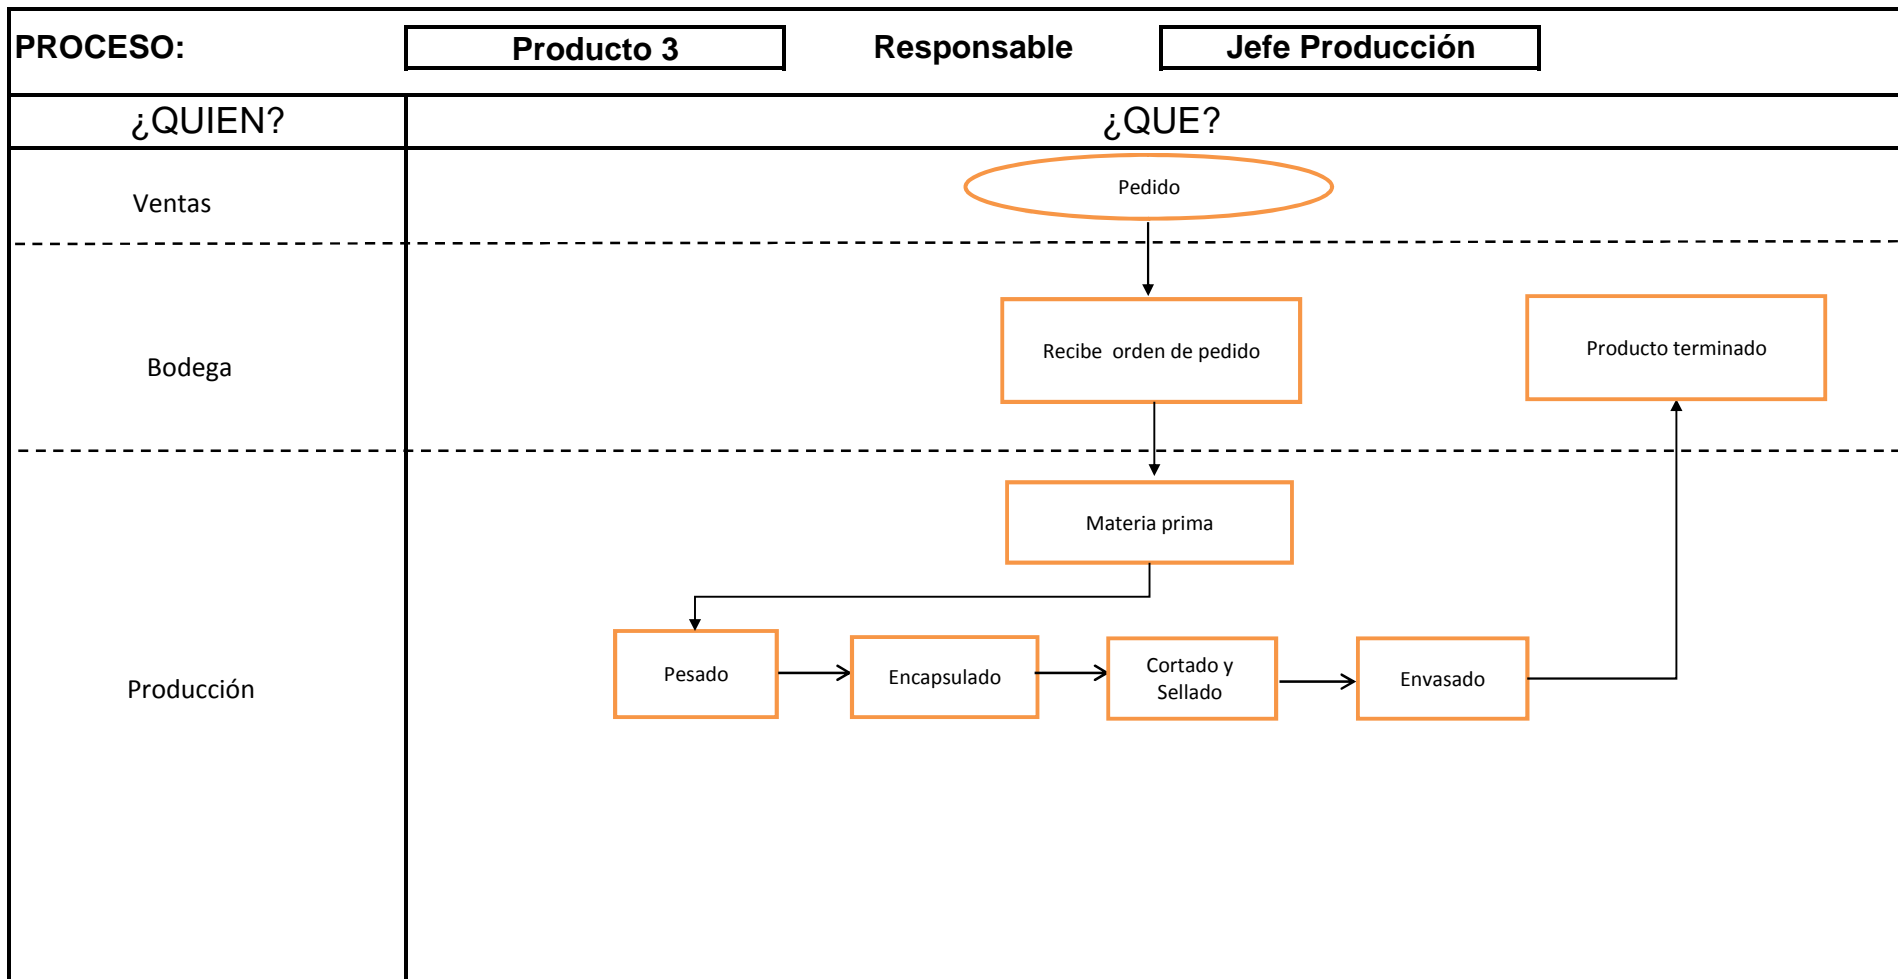 PROCESO: Producto 3 Responsable Jefe Producción
¿QUIEN? ¿QUE?
Ventas
Pedido
Bodega
Recibe orden de pedido
Producto terminado
Materia prima
Producción
Pesado
Encapsulado
Cortado y
Sellado
Envasado